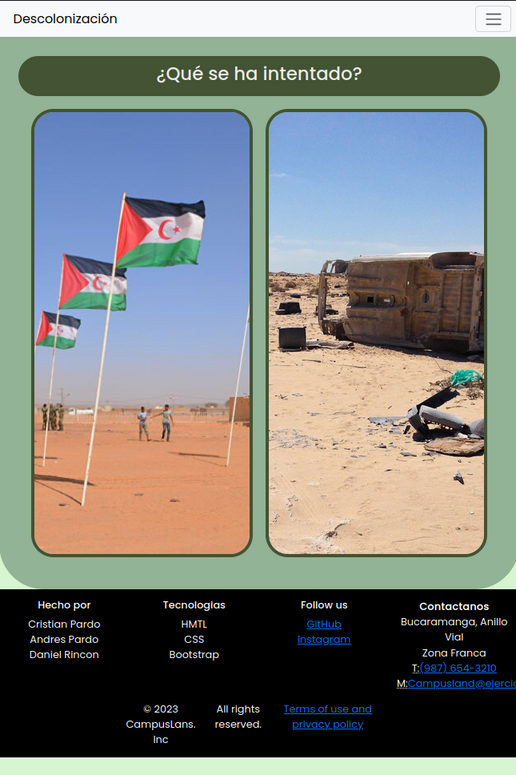 Descolonización
¿Qué se ha intentado?
Hecho por
Cristian Pardo
Andres Pardo
Daniel Rincon
Tecnologias
HMTL
CSS
Bootstrap
Follow us
GitHub
Instagram
Contactanos
Bucaramanga, Anillo
Vial
Zona Franca
T:(987) 654-3210
M:Campusland@ejercic
© 2023
CampusLans.
Inc
All rights
reserved.
Terms of use and
privacy policy